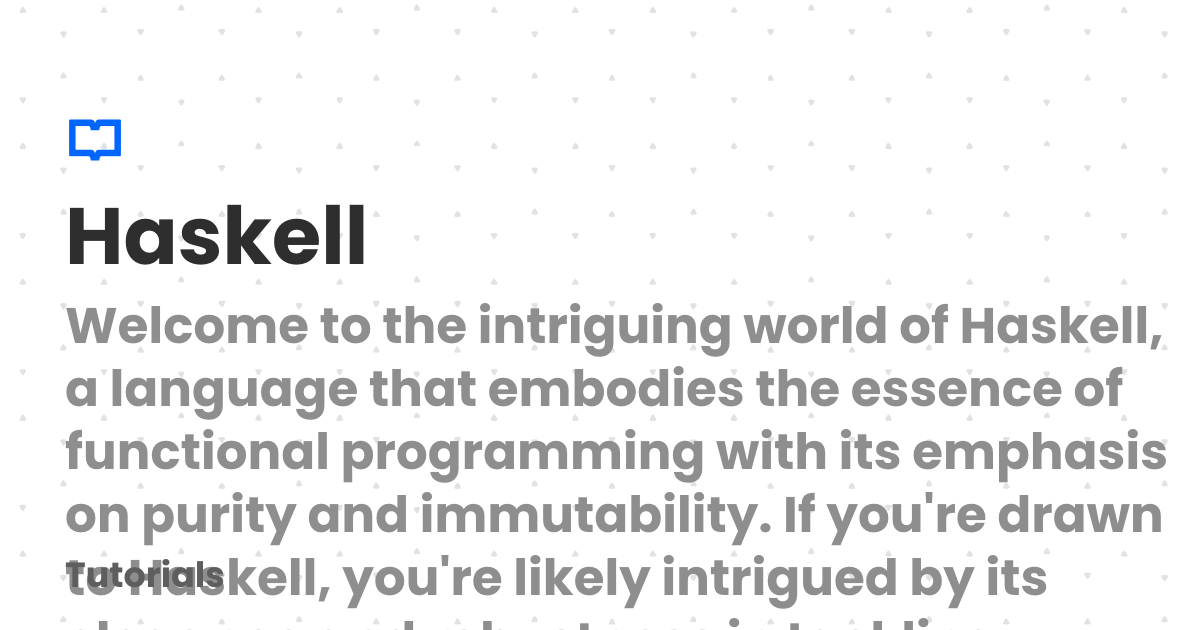 Haskell
Welcome to the intriguing world of Haskell,
a language that embodies the essence of
functional programming with its emphasis
on purity and immutability. If you're drawn
to Haskell, you're likely intrigued by its
Tutorials